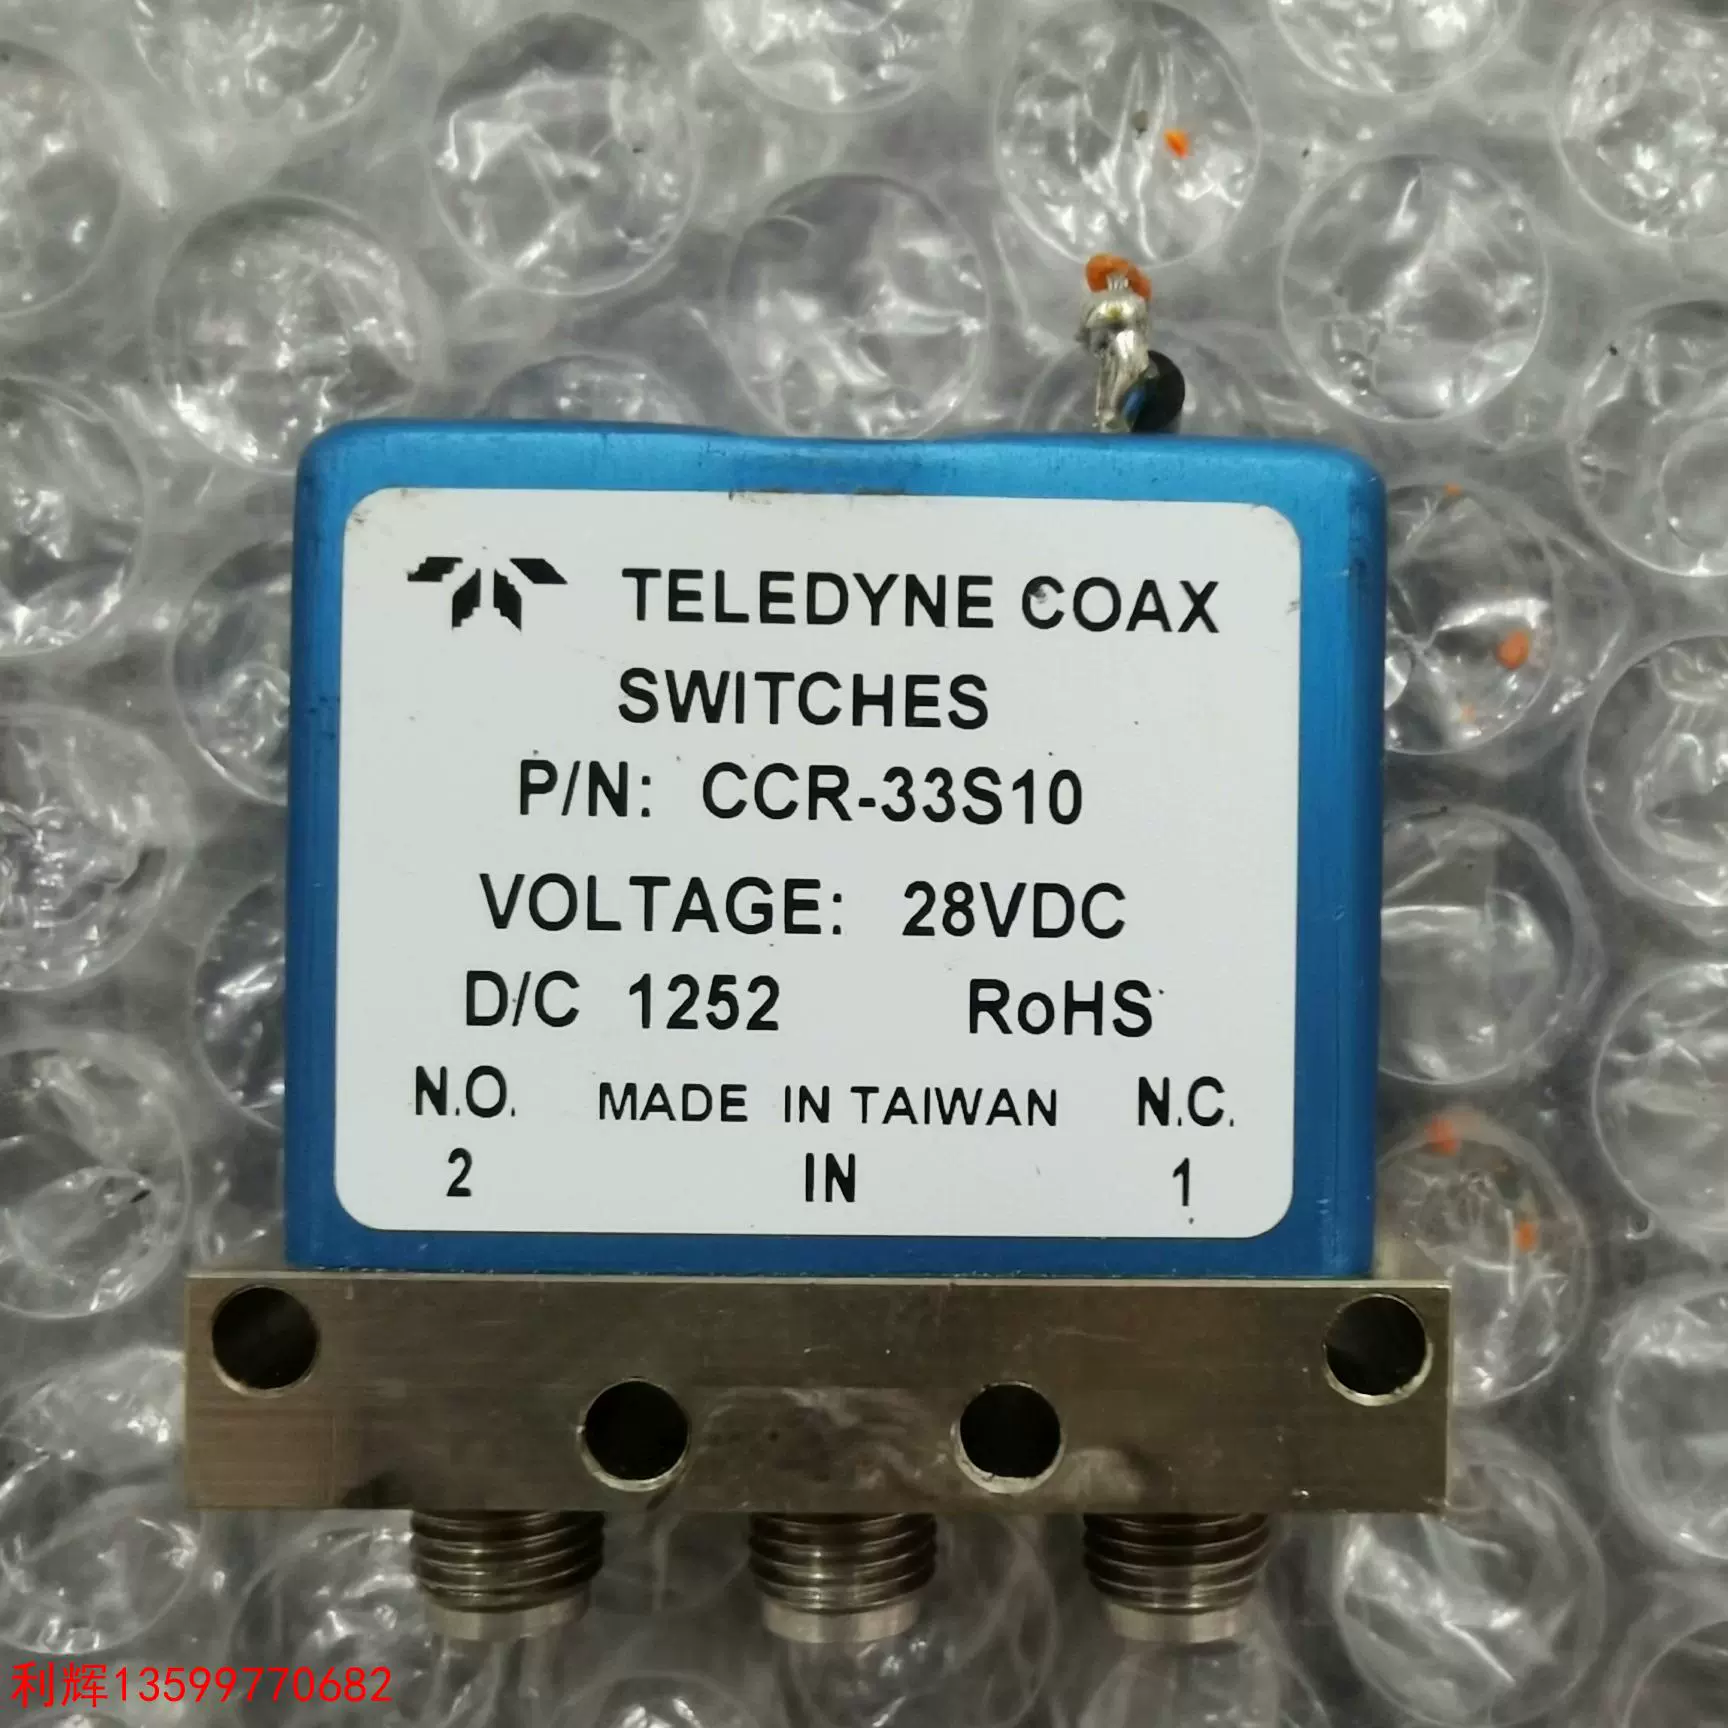 TELEDYNE COAX
SWITCHES
P/N: CCR-33S10
VOLTAGE: 28VDC
D/C 1252 RoHS
N.O. MADE IN TAIWAN N.C.
2 IN 1
利辉13599770682